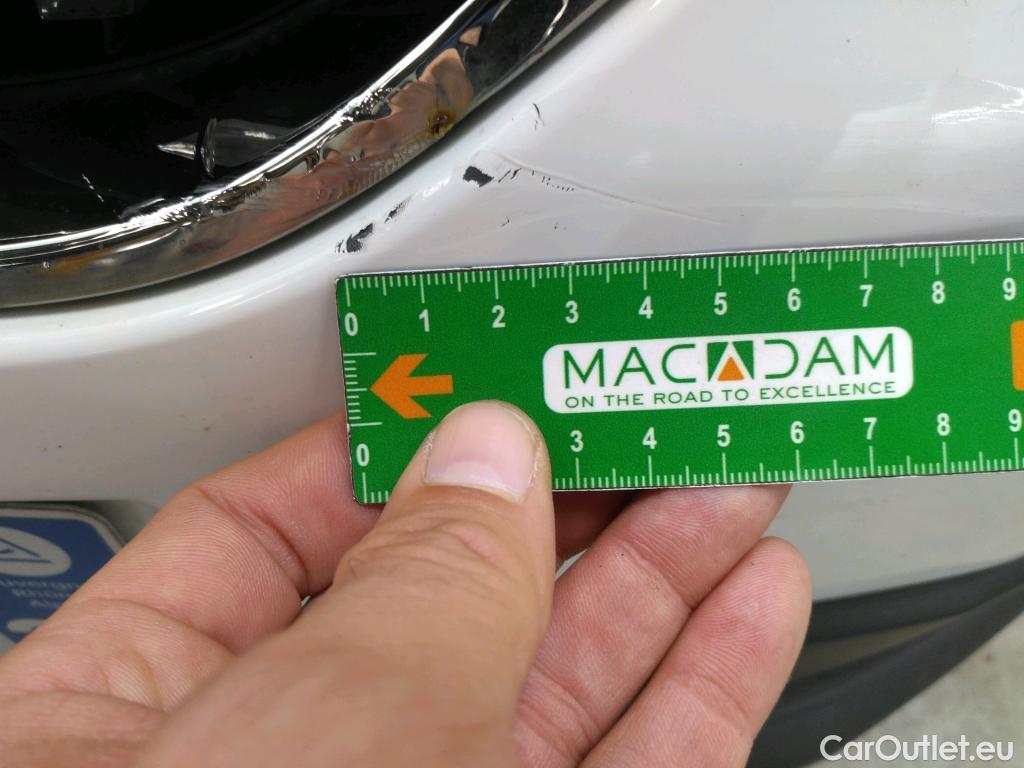 0 1 2 3 4 5 6 7 8 9
MACADAM
ON THE ROAD TO EXCELLENCE
0 3 4 5 6 7 8 9
CarOutlet.eu